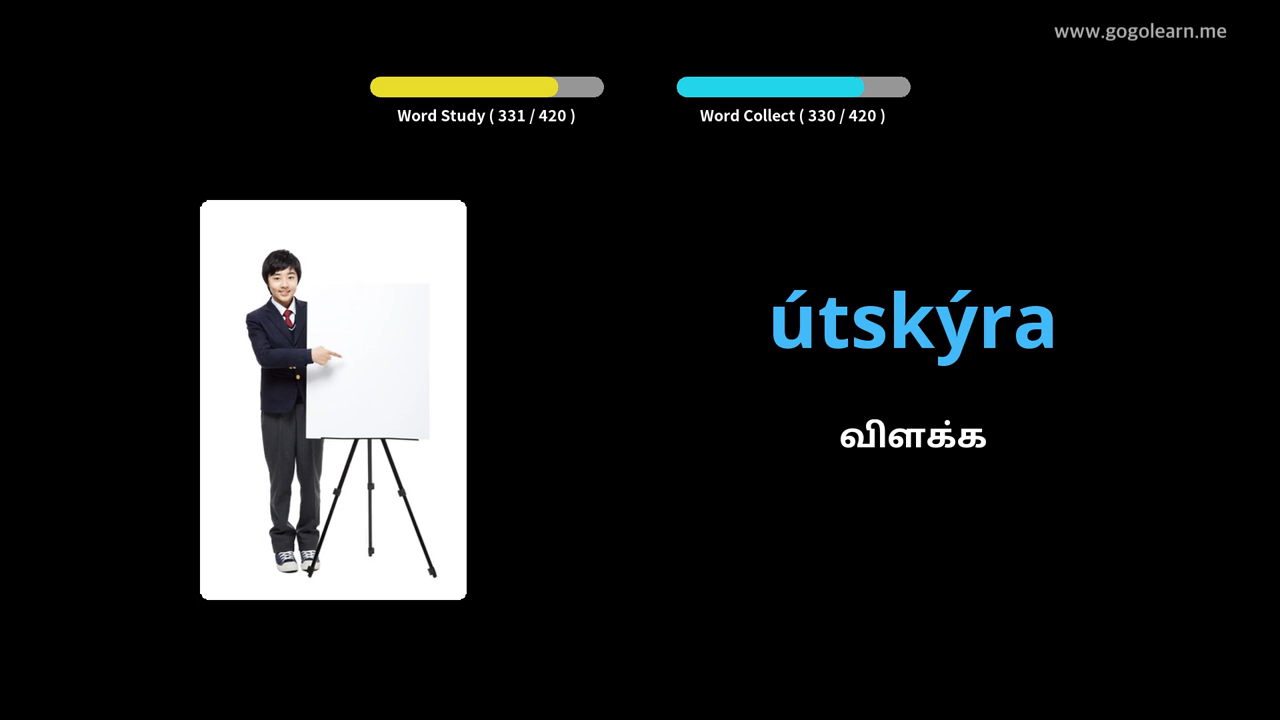 www.gogolearn.me
Word Study ( 331 / 420 )
Word Collect ( 330 / 420 )
útskýra
விளக்க